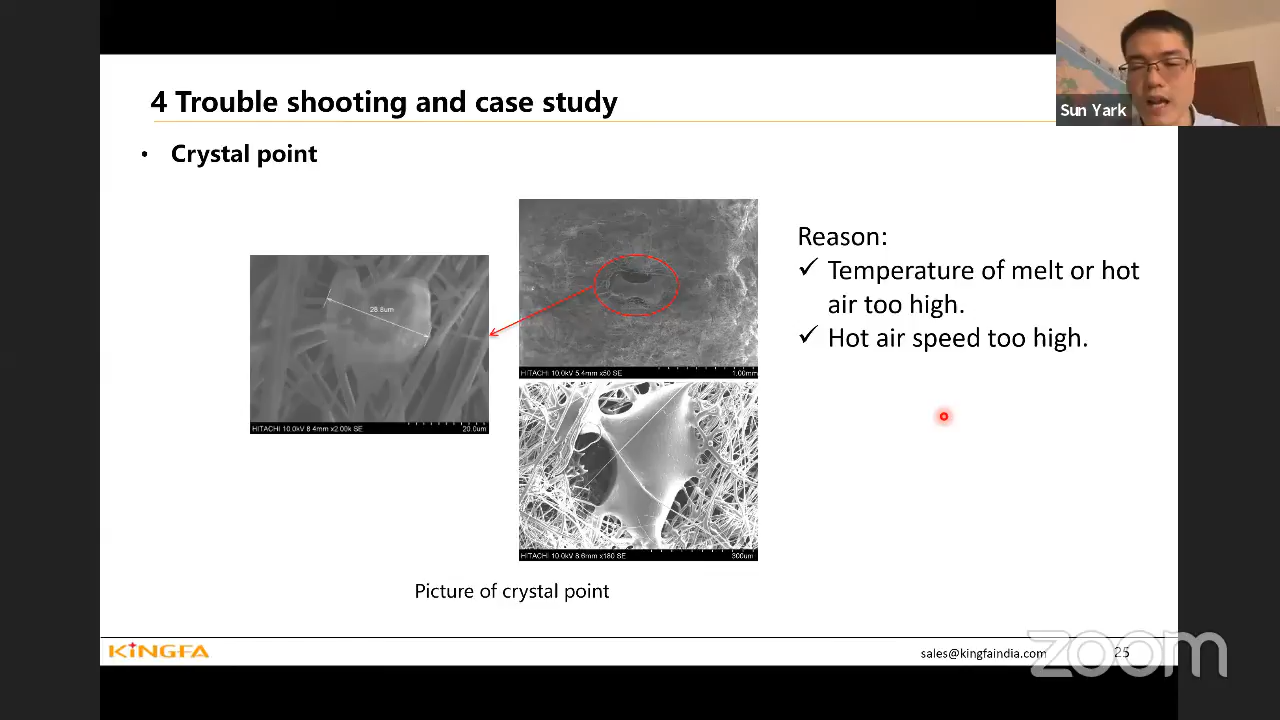 Sun Yark
4 Trouble shooting and case study
• Crystal point
28.8um
HITACHI 10.0kV 8.4mm x2.00k SE 20.0um
HITACHI 10.0kV 5.4mm x50 SE 1.00mm
HITACHI 10.0kV 8.6mm x180 SE 300um
Reason:
✓ Temperature of melt or hot
air too high.
✓ Hot air speed too high.
Picture of crystal point
KINGFA
sales@kingfaindia.com
25
zoom